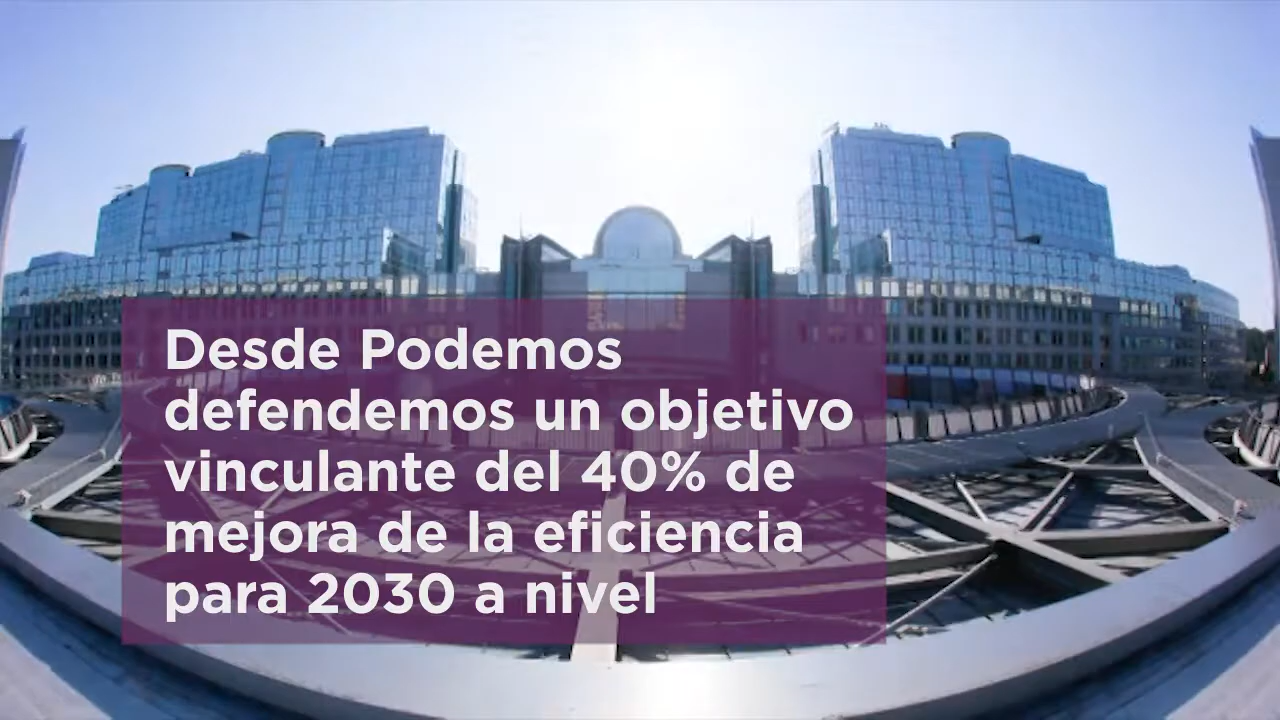 Desde Podemos
defendemos un objetivo
vinculante del 40% de
mejora de la eficiencia
para 2030 a nivel